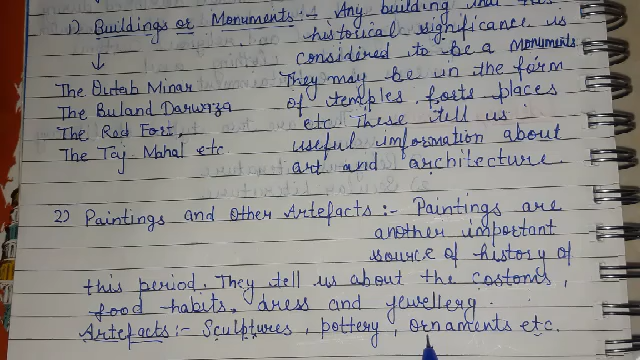 1) Buildings or Monuments :- Any building that has
historical significance is
↓ considered to be a Monuments
The Qutab Minar They may be in the form
The Buland Darwaza of temples, forts places
The Rad Fort, etc. These tell us
The Taj Mahal etc. useful information about
art and architecture.
2) Paintings and Other Artefacts :- Paintings are
another important
source of history of
this period. They tell us about the costoms,
food habits, dress and jewellery.
Artefacts :- Sculptures, pottery, ornaments etc.